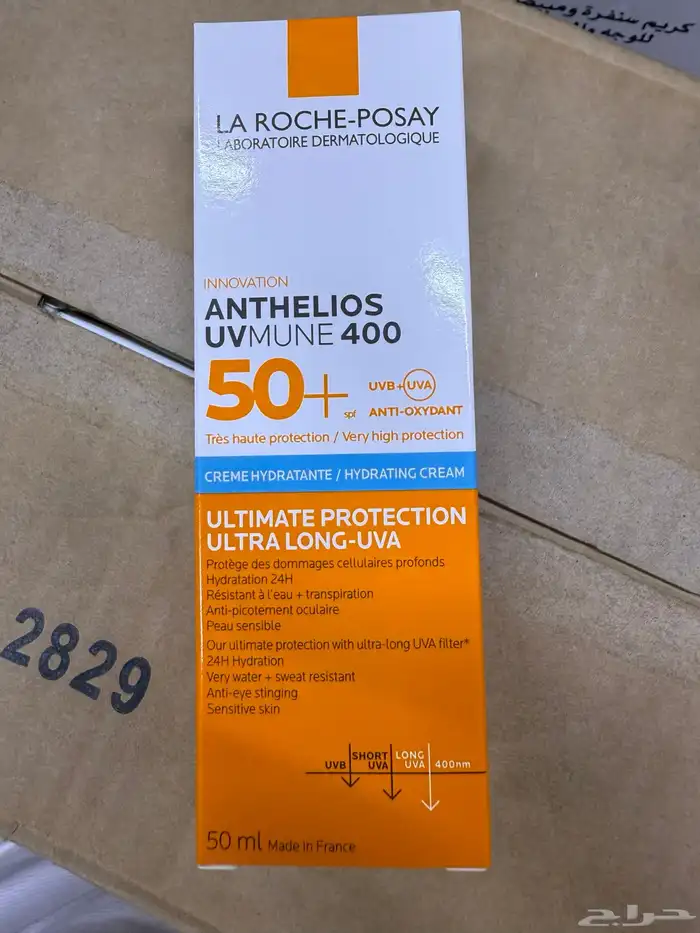 كريم سنفرة ومبيض
للوجه
LA ROCHE-POSAY
LABORATOIRE DERMATOLOGIQUE
INNOVATION
ANTHELIOS
UVMUNE 400
50+ spf
UVB+UVA
ANTI-OXYDANT
Très haute protection / Very high protection
CREME HYDRATANTE / HYDRATING CREAM
ULTIMATE PROTECTION
ULTRA LONG-UVA
Protège des dommages cellulaires profonds
Hydratation 24H
Résistant à l'eau + transpiration
Anti-picotement oculaire
Peau sensible
Our ultimate protection with ultra-long UVA filter*
24H Hydration
Very water + sweat resistant
Anti-eye stinging
Sensitive skin
2829
UVB SHORT UVA LONG UVA 400nm
50 ml Made in France
حراج